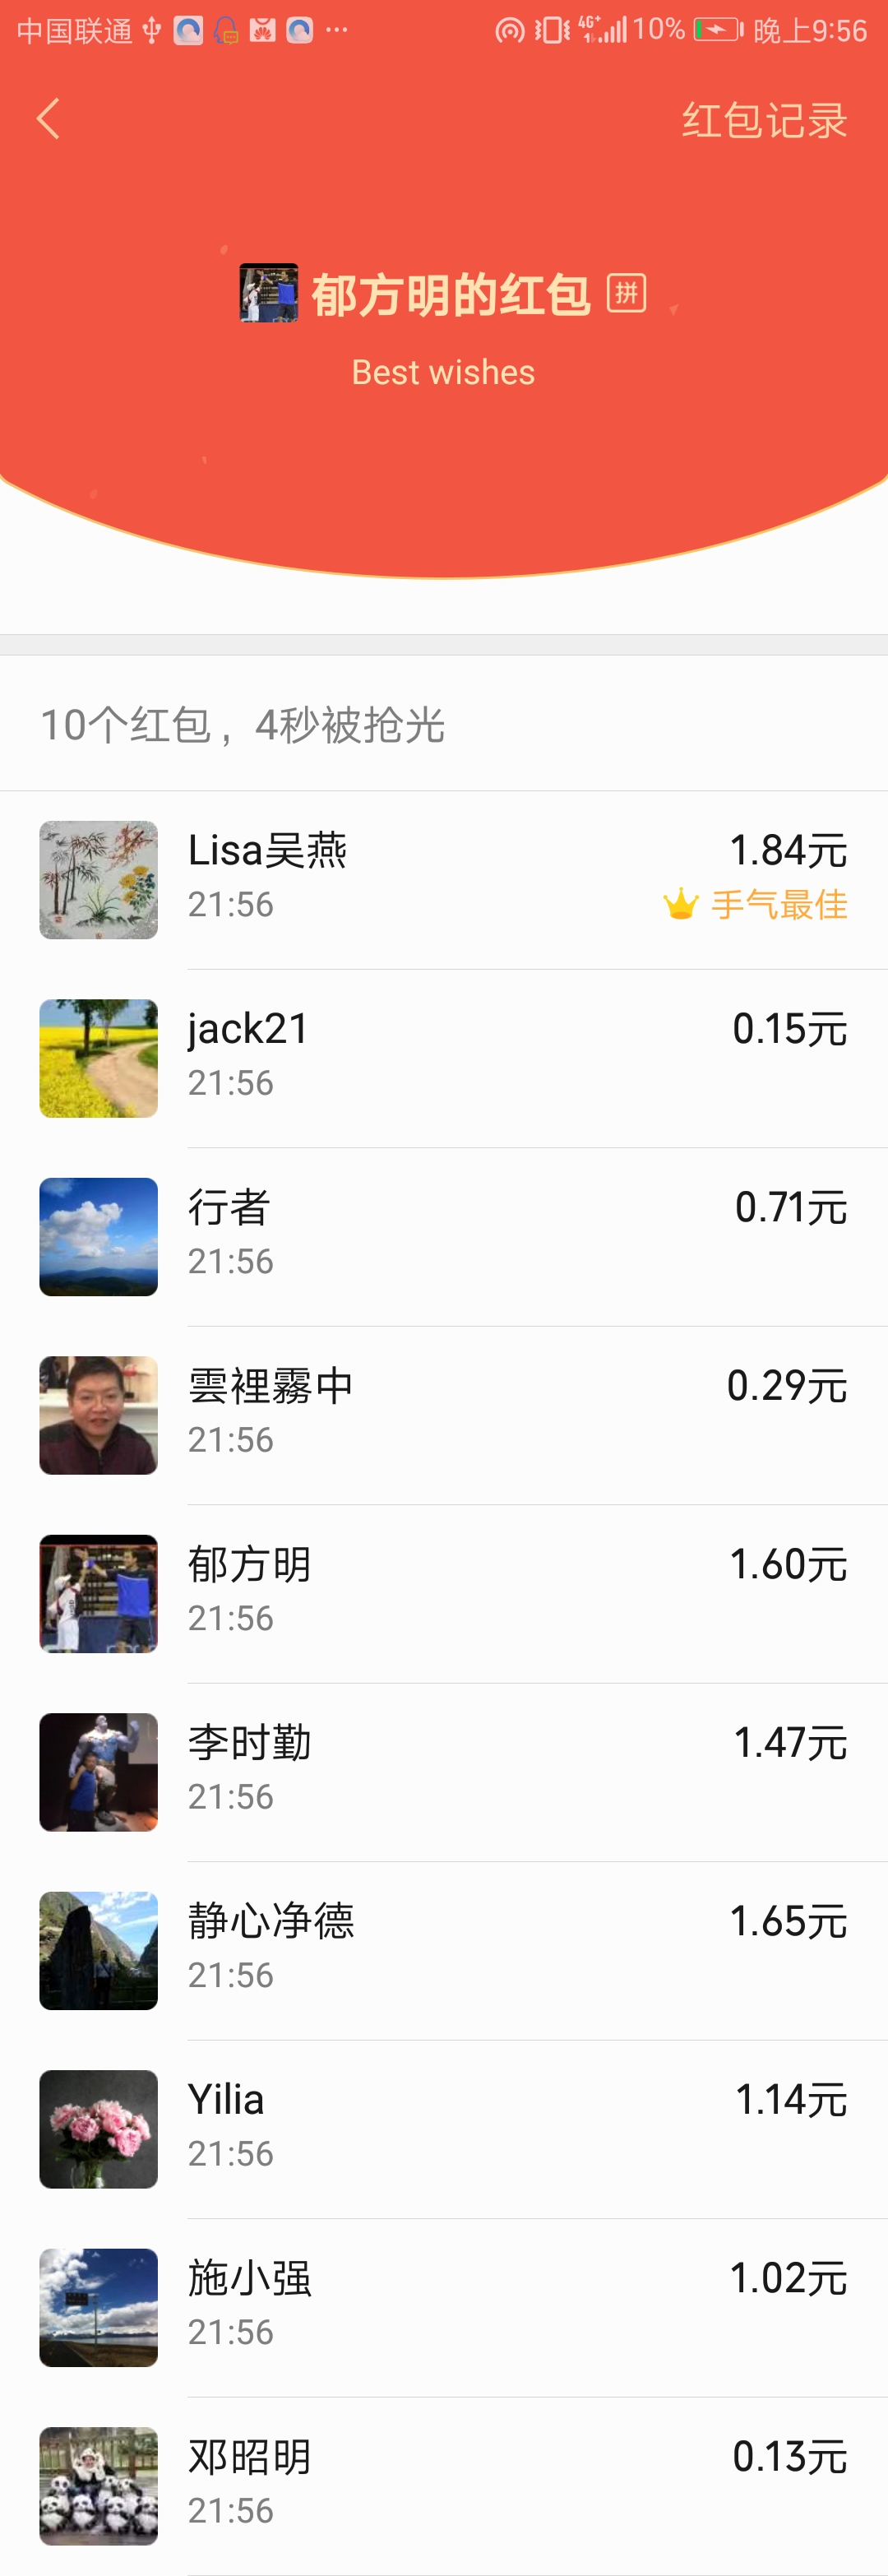 中国联通 4G+ 10% 晚上9:56
红包记录
郁方明的红包 拼
Best wishes
10个红包，4秒被抢光
Lisa吴燕 1.84元
21:56 手气最佳
jack21 0.15元
21:56
行者 0.71元
21:56
雲裡霧中 0.29元
21:56
郁方明 1.60元
21:56
李时勤 1.47元
21:56
静心净德 1.65元
21:56
Yilia 1.14元
21:56
施小强 1.02元
21:56
邓昭明 0.13元
21:56